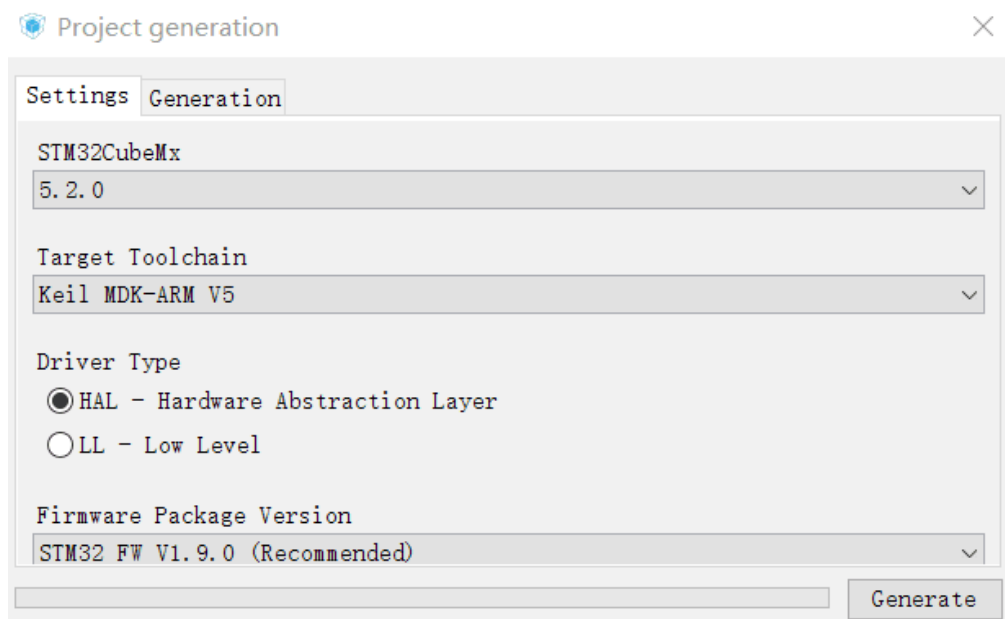 Project generation
Settings Generation
STM32CubeMx
5.2.0
Target Toolchain
Keil MDK-ARM V5
Driver Type
HAL - Hardware Abstraction Layer
LL - Low Level
Firmware Package Version
STM32 FW V1.9.0 (Recommended)
Generate